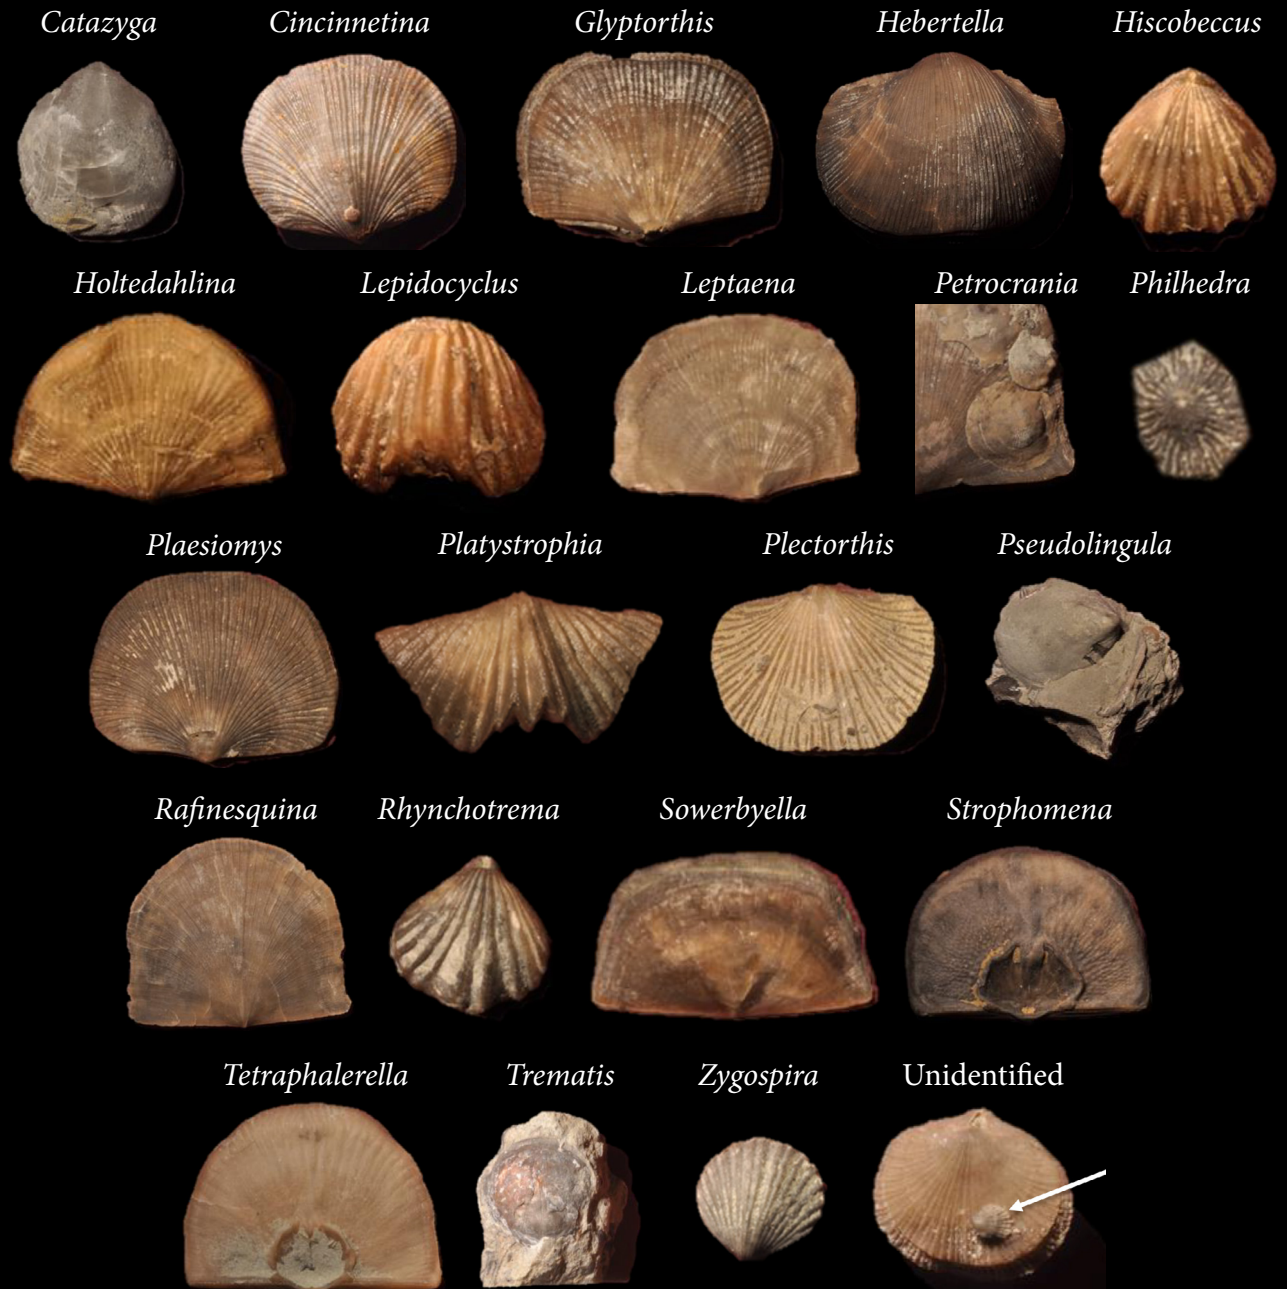 Catazyga Cincinnetina Glyptorthis Hebertella Hiscobeccus
Holtedahlina Lepidocyclus Leptaena Petrocrania Philhedra
Plaesiomys Platystrophia Plectorthis Pseudolingula
Rafinesquina Rhynchotrema Sowerbyella Strophomena
Tetraphalerella Trematis Zygospira Unidentified